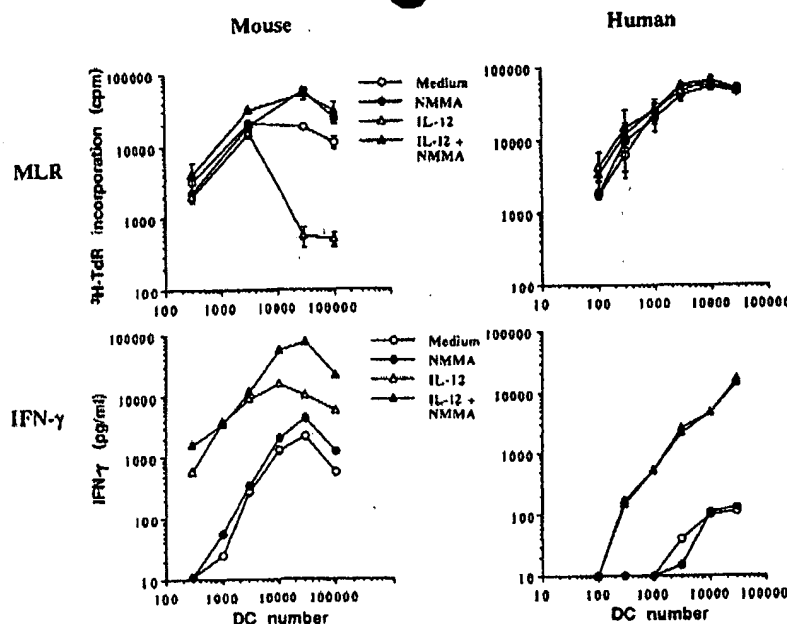 Mouse
Human
MLR
³H-TdR incorporation (cpm)
100000
10000
1000
100
100 1000 10000 100000
Medium
NMMA
IL-12
IL-12 +
NMMA
100000
10000
1000
100
10 100 1000 10000 100000
IFN-γ
IFN-γ (pg/ml)
100000
10000
1000
100
10
100 1000 10000 100000
DC number
Medium
NMMA
IL-12
IL-12 +
NMMA
100000
10000
1000
100
10
10 100 1000 10000 100000
DC number